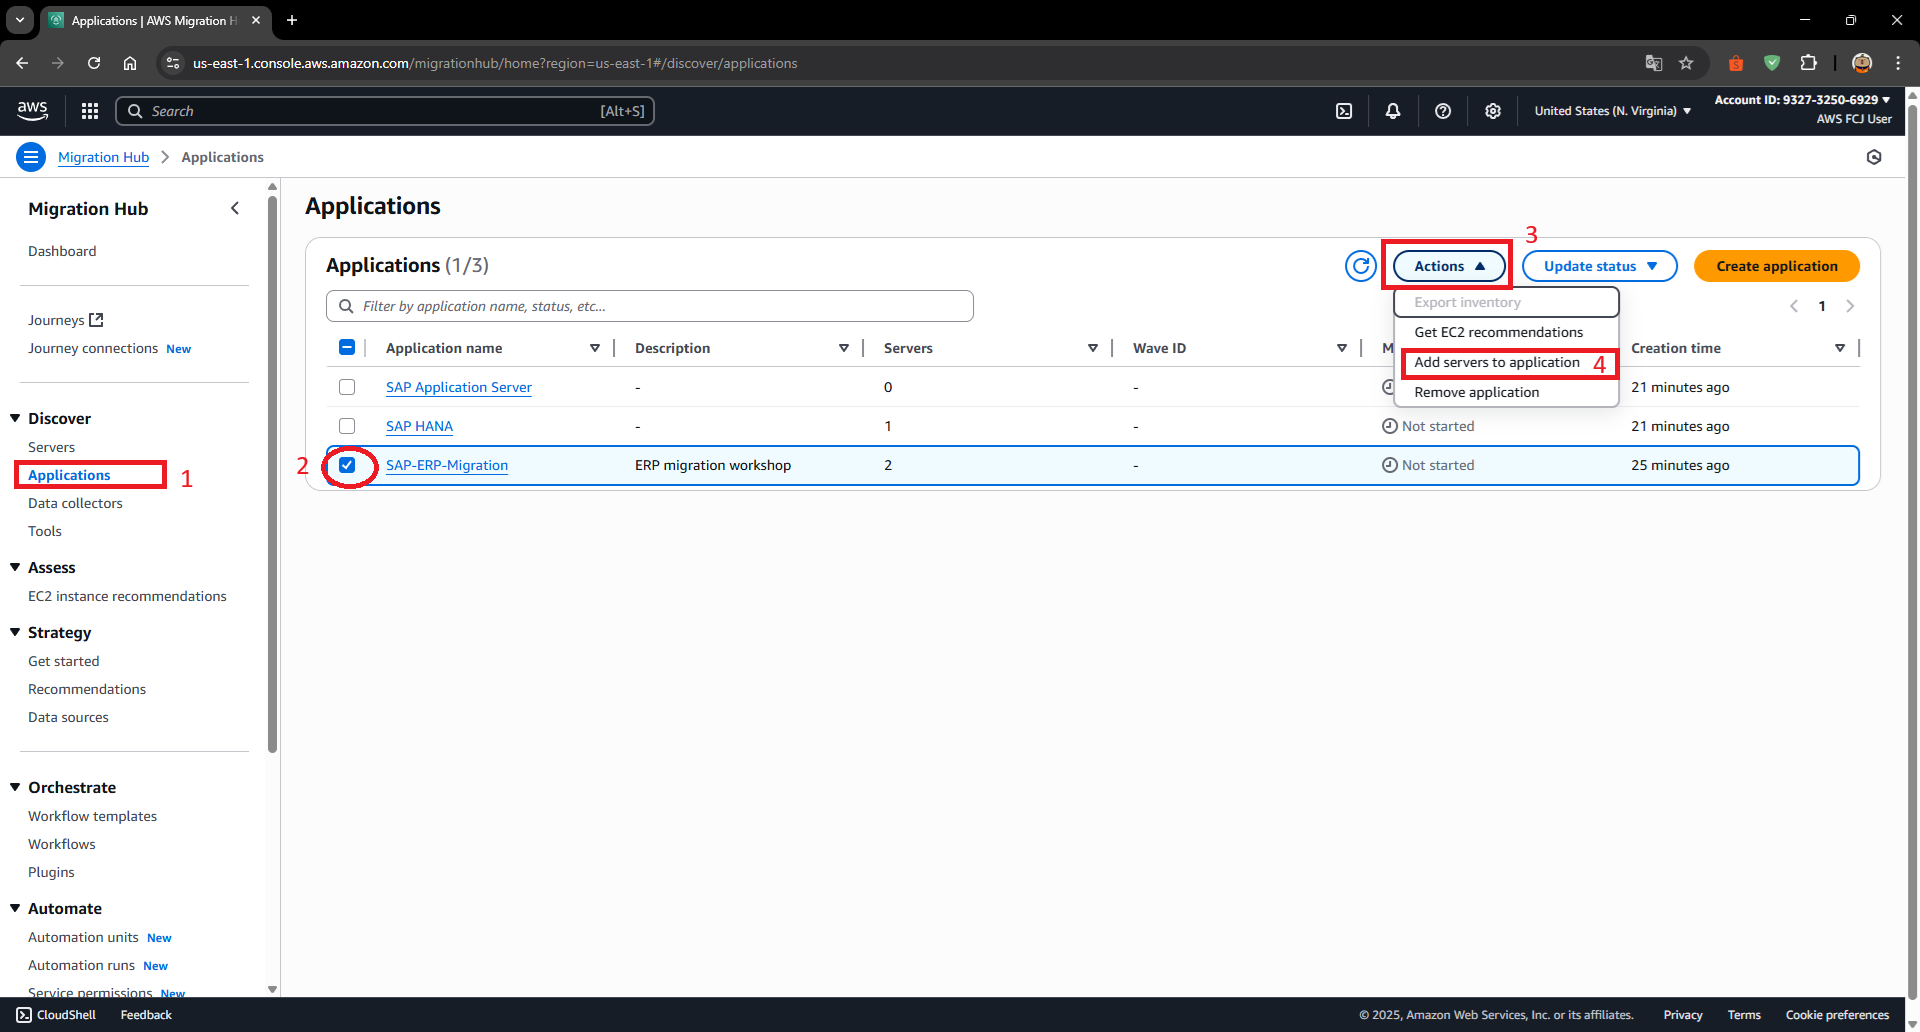 Applications | AWS Migration H
us-east-1.console.aws.amazon.com/migrationhub/home?region=us-east-1#/discover/applications
aws
Search
[Alt+S]
United States (N. Virginia)
Account ID: 9327-3250-6929
AWS FCJ User
Migration Hub
Applications
Migration Hub
Dashboard
Journeys
Journey connections New
Discover
Servers
Applications 1
Data collectors
Tools
Assess
EC2 instance recommendations
Strategy
Get started
Recommendations
Data sources
Orchestrate
Workflow templates
Workflows
Plugins
Automate
Automation units New
Automation runs New
Service permissions New
Applications
Applications (1/3)
3
Actions
Update status
Create application
Filter by application name, status, etc...
1
Export inventory
Get EC2 recommendations
Add servers to application 4
Remove application
Application name Description Servers Wave ID M Creation time
SAP Application Server - 0 - 21 minutes ago
SAP HANA - 1 - Not started 21 minutes ago
2 SAP-ERP-Migration ERP migration workshop 2 - Not started 25 minutes ago
CloudShell Feedback
© 2025, Amazon Web Services, Inc. or its affiliates. Privacy Terms Cookie preferences